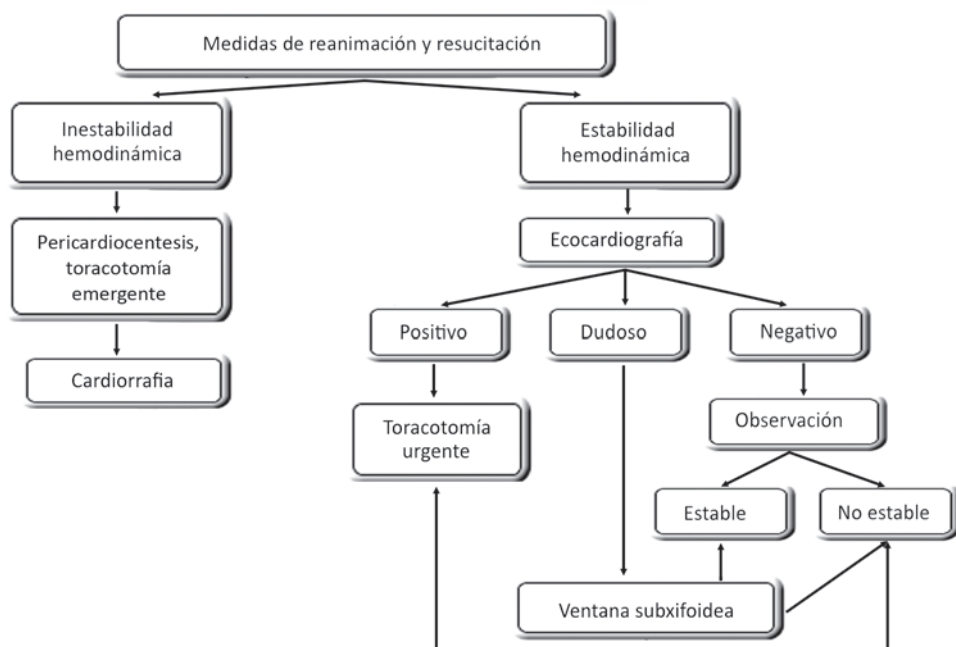 Medidas de reanimación y resucitación
Inestabilidad
hemodinámica
Estabilidad
hemodinámica
Pericardiocentesis,
toracotomía
emergente
Ecocardiografía
Cardiorrafia
Positivo
Dudoso
Negativo
Toracotomía
urgente
Observación
Estable
No estable
Ventana subxifoidea